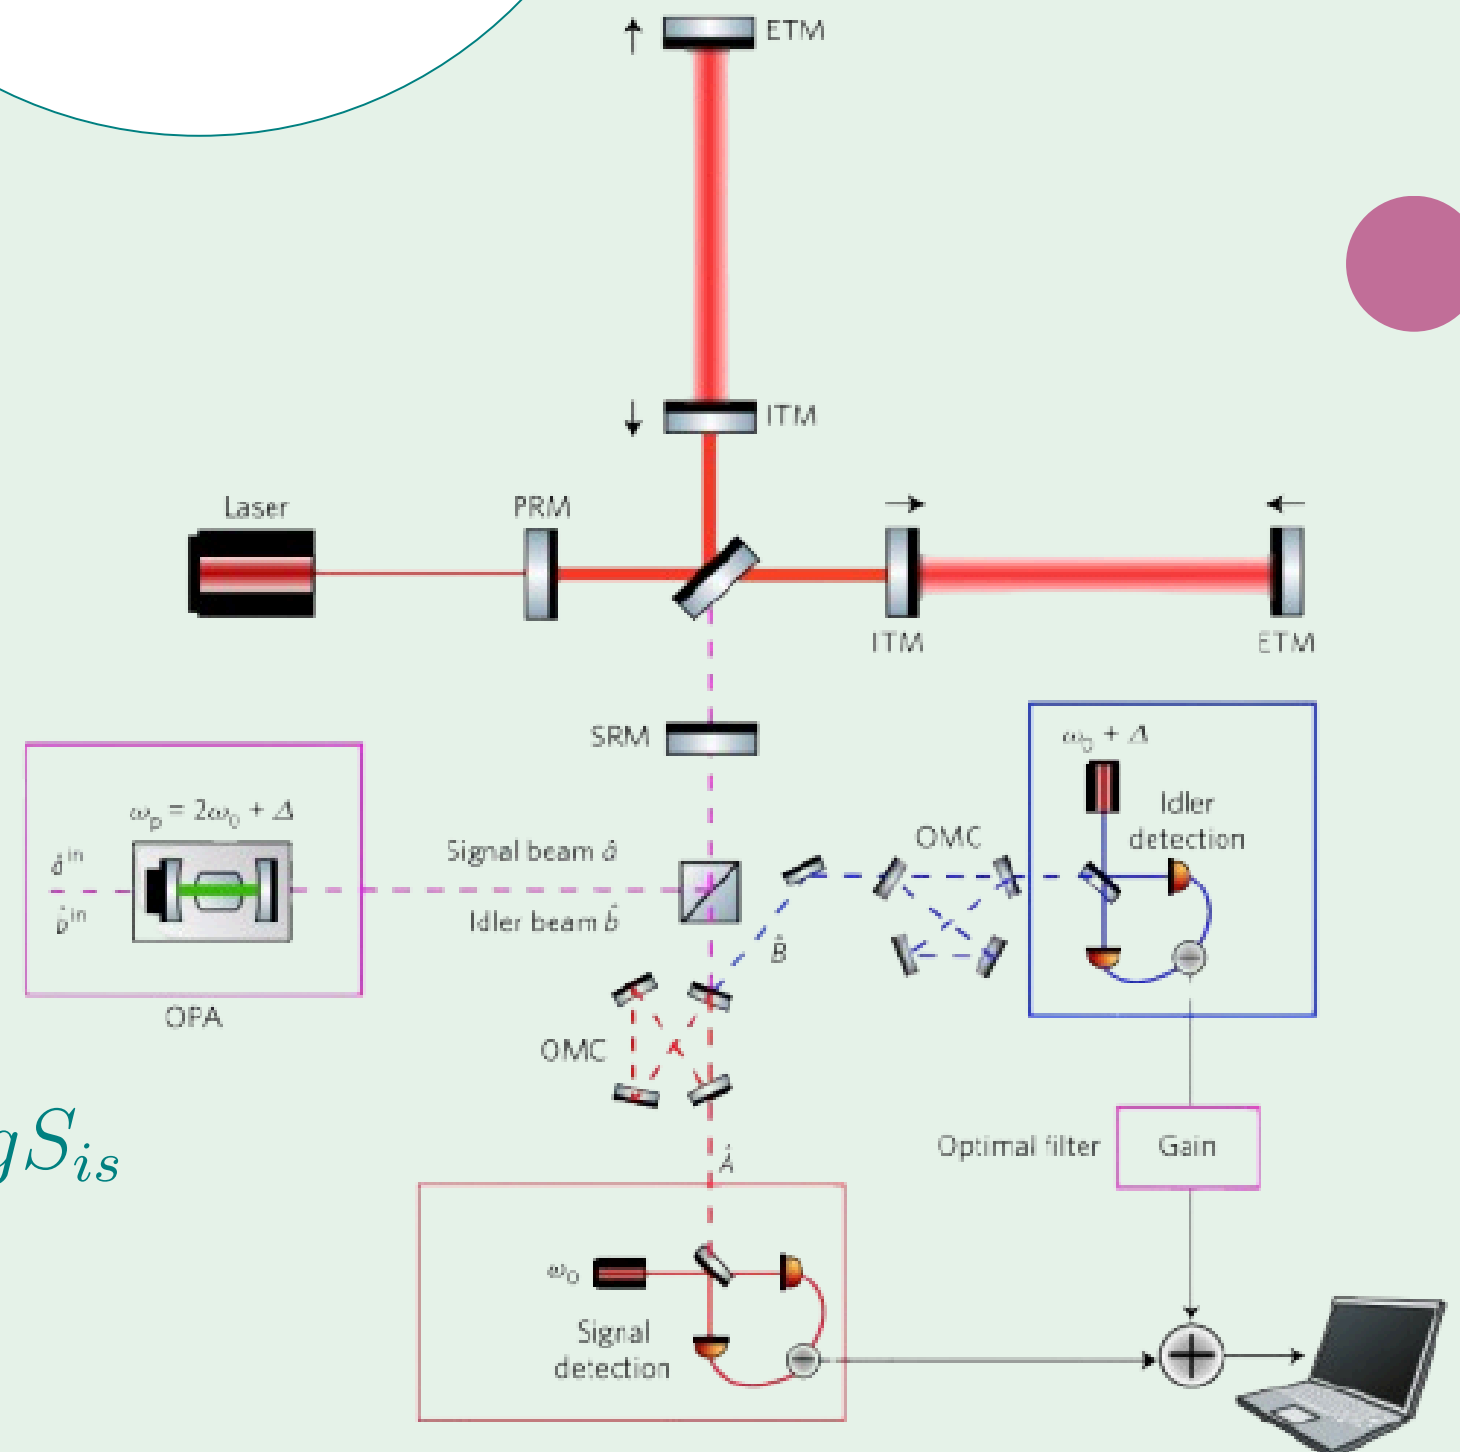 ETM
ITM
Laser
PRM
ITM
ETM
SRM
ω₀ + Δ
ωₚ = 2ω₀ + Δ
Idler
detection
OMC
Signal beam â
âⁱⁿ
b̂ⁱⁿ
Idler beam b̂
B̂
OPA
OMC
gSᵢₛ
Optimal filter
Gain
Â
ω₀
Signal
detection